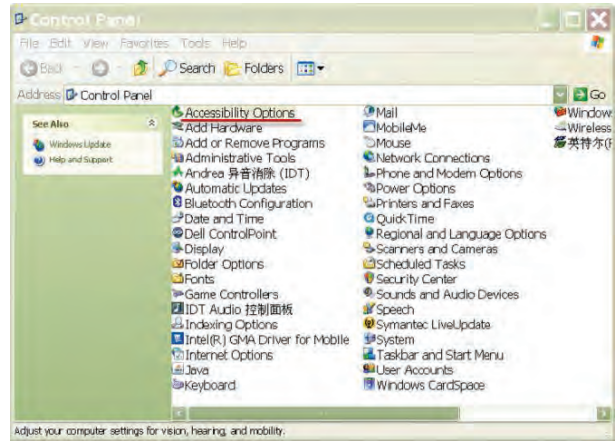 Control Panel
File Edit View Favorites Tools Help
Back Search Folders
Address Control Panel Go
See Also
Windows Update
Help and Support
Accessibility Options
Add Hardware
Add or Remove Programs
Administrative Tools
Andrea 异音消除 (IDT)
Automatic Updates
Bluetooth Configuration
Date and Time
Dell ControlPoint
Display
Folder Options
Fonts
Game Controllers
IDT Audio 控制面板
Indexing Options
Intel(R) GMA Driver for Mobile
Internet Options
Java
Keyboard
Mail
MobileMe
Mouse
Network Connections
Phone and Modem Options
Power Options
Printers and Faxes
QuickTime
Regional and Language Options
Scanners and Cameras
Scheduled Tasks
Security Center
Sounds and Audio Devices
Speech
Symantec LiveUpdate
System
Taskbar and Start Menu
User Accounts
Windows CardSpace
Window
Wireless
英特尔(F
Adjust your computer settings for vision, hearing, and mobility.